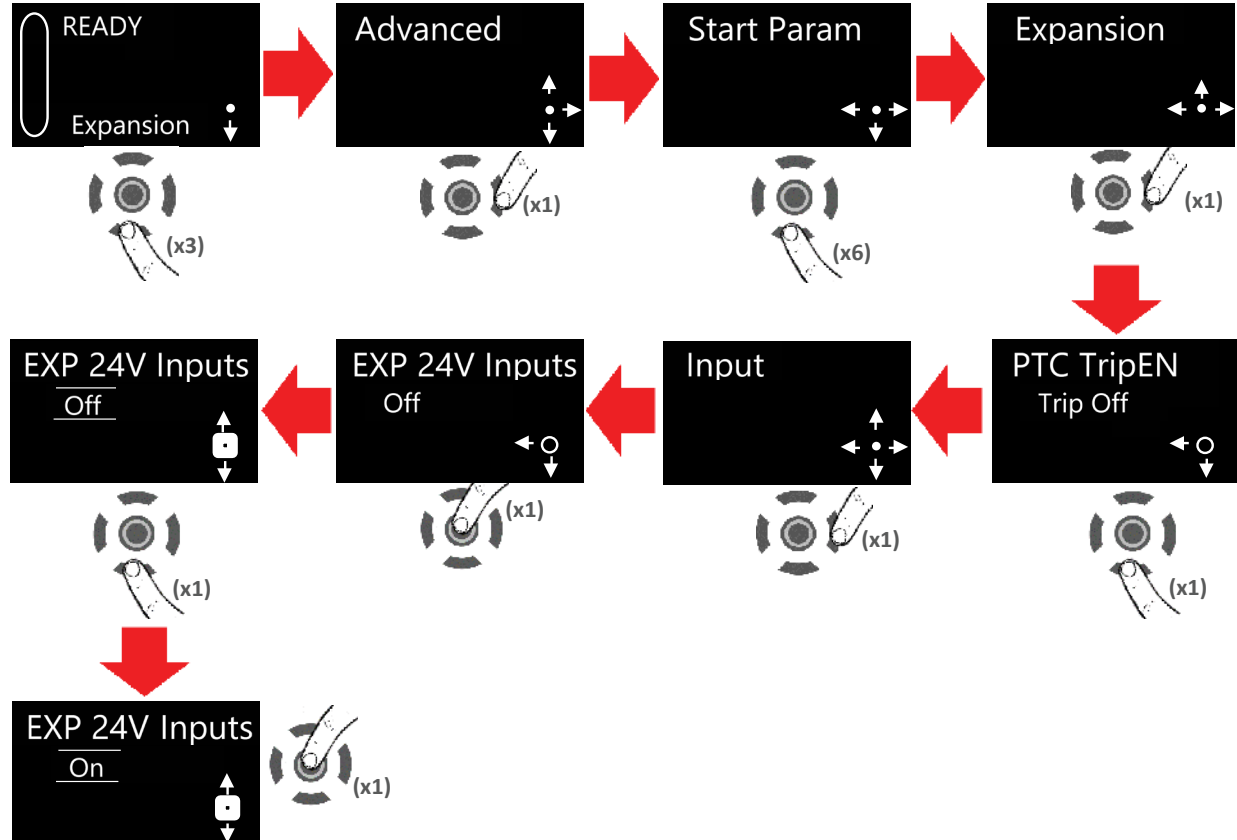 READY
Expansion
(x3)
Advanced
(x1)
Start Param
(x6)
Expansion
(x1)
PTC TripEN
Trip Off
(x1)
Input
(x1)
EXP 24V Inputs
Off
(x1)
EXP 24V Inputs
Off
(x1)
EXP 24V Inputs
On
(x1)